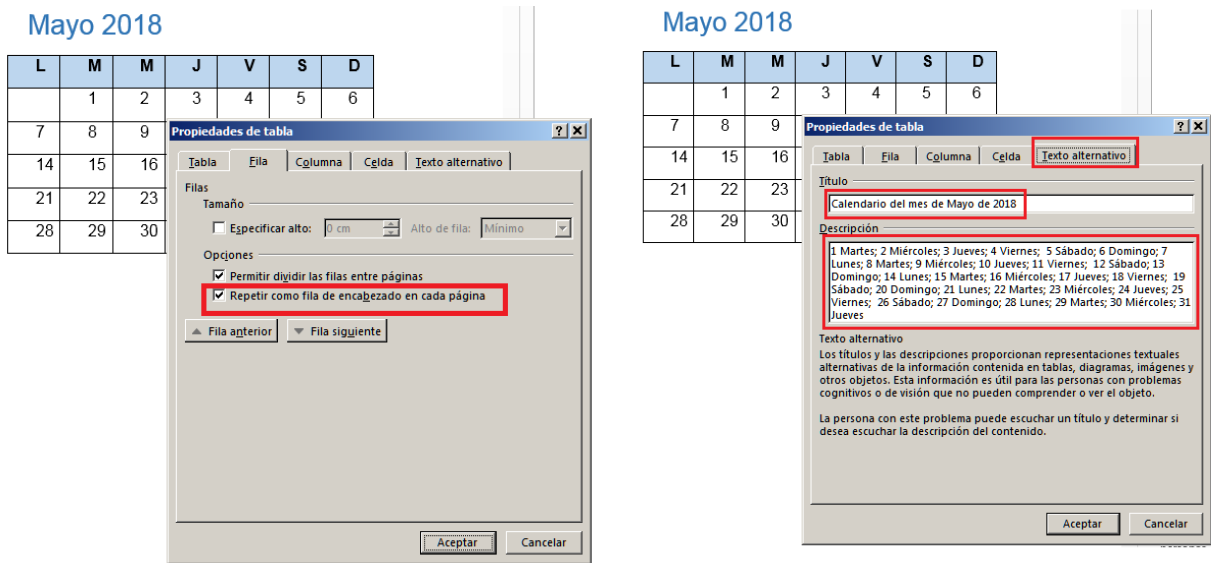 Mayo 2018
L M M J V S D
1 2 3 4 5 6
7 8 9
14 15 16
21 22 23
28 29 30
Propiedades de tabla
Tabla Fila Columna Celda Texto alternativo
Filas
Tamaño
Especificar alto: 0 cm Alto de fila: Mínimo
Opciones
Permitir dividir las filas entre páginas
Repetir como fila de encabezado en cada página
Fila anterior Fila siguiente
Aceptar Cancelar
Mayo 2018
L M M J V S D
1 2 3 4 5 6
7 8 9
14 15 16
21 22 23
28 29 30
Propiedades de tabla
Tabla Fila Columna Celda Texto alternativo
Título
Calendario del mes de Mayo de 2018
Descripción
1 Martes; 2 Miércoles; 3 Jueves; 4 Viernes; 5 Sábado; 6 Domingo; 7
Lunes; 8 Martes; 9 Miércoles; 10 Jueves; 11 Viernes; 12 Sábado; 13
Domingo; 14 Lunes; 15 Martes; 16 Miércoles; 17 Jueves; 18 Viernes; 19
Sábado; 20 Domingo; 21 Lunes; 22 Martes; 23 Miércoles; 24 Jueves; 25
Viernes; 26 Sábado; 27 Domingo; 28 Lunes; 29 Martes; 30 Miércoles; 31
Jueves
Texto alternativo
Los títulos y las descripciones proporcionan representaciones textuales
alternativas de la información contenida en tablas, diagramas, imágenes y
otros objetos. Esta información es útil para las personas con problemas
cognitivos o de visión que no pueden comprender o ver el objeto.
La persona con este problema puede escuchar un título y determinar si
desea escuchar la descripción del contenido.
Aceptar Cancelar